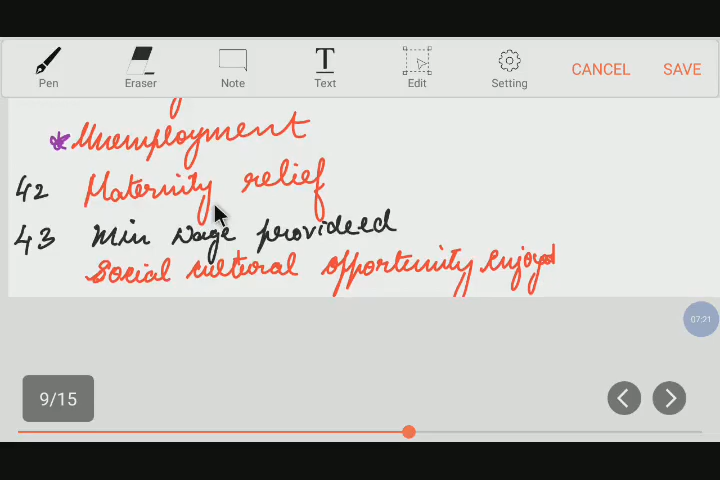 Pen Eraser Note Text Edit Setting CANCEL SAVE
* Unemployment
42 Maternity relief
43 Min wage provideed
Social cultural opportunity enjoyed
07:21
9/15